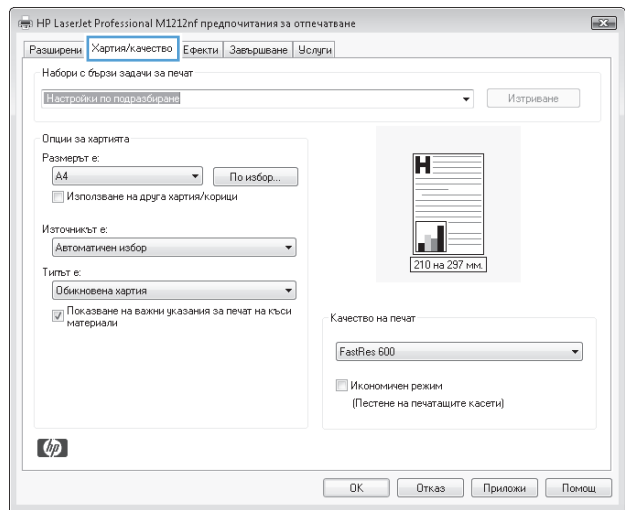 HP LaserJet Professional M1212nf предпочитания за отпечатване
Разширени Хартия/качество Ефекти Завършване Услуги
Набори с бързи задачи за печат
Настройки по подразбиране Изтриване
Опции за хартията
Размерът е:
A4 По избор...
Използване на друга хартия/корици
Източникът е:
Автоматичен избор
Типът е:
Обикновена хартия
Показване на важни указания за печат на къси
материали
H
210 на 297 мм.
Качество на печат
FastRes 600
Икономичен режим
(Пестене на печатащите касети)
hp
OK Отказ Приложи Помощ